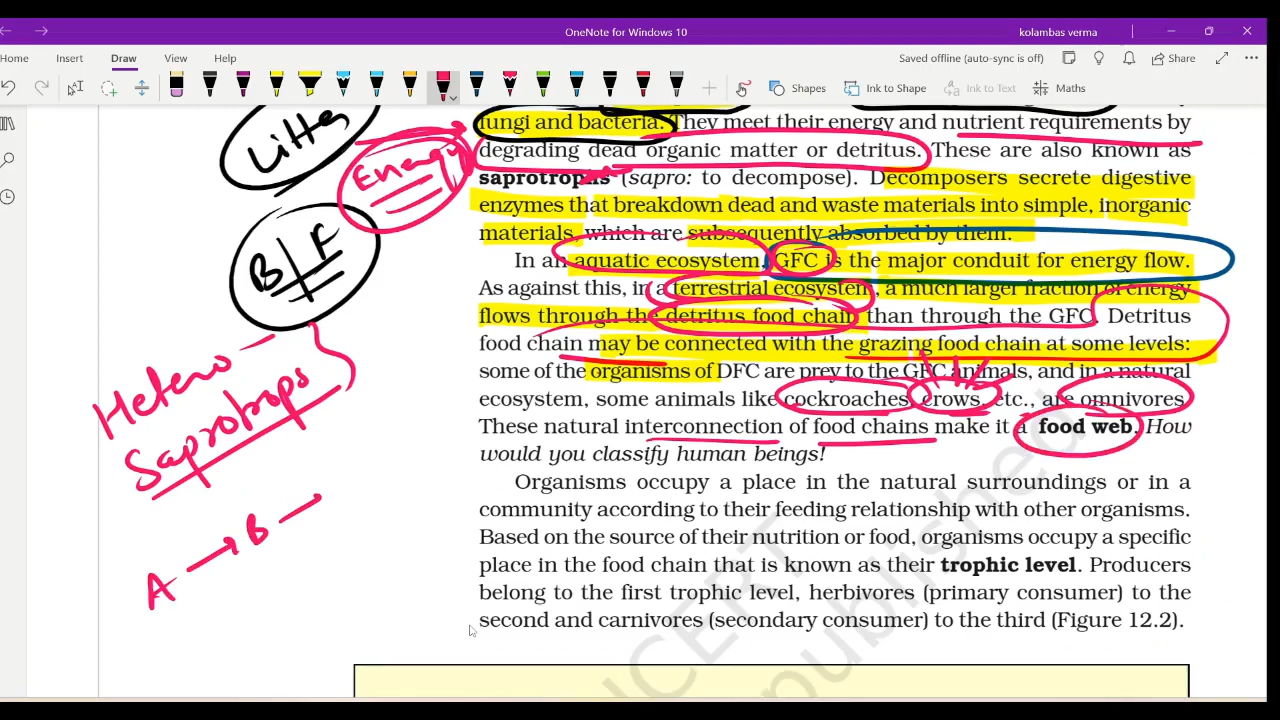 OneNote for Windows 10
kolambas verma
Home Insert Draw View Help
Saved offline (auto-sync is off) Share
Shapes Ink to Shape Ink to Text Maths
fungi and bacteria. They meet their energy and nutrient requirements by
degrading dead organic matter or detritus. These are also known as
saprotrophs (sapro: to decompose). Decomposers secrete digestive
enzymes that breakdown dead and waste materials into simple, inorganic
materials, which are subsequently absorbed by them.
In an aquatic ecosystem, GFC is the major conduit for energy flow.
As against this, in a terrestrial ecosystem, a much larger fraction of energy
flows through the detritus food chain than through the GFC. Detritus
food chain may be connected with the grazing food chain at some levels:
some of the organisms of DFC are prey to the GFC animals, and in a natural
ecosystem, some animals like cockroaches, crows, etc., are omnivores.
These natural interconnection of food chains make it a food web. How
would you classify human beings!
Organisms occupy a place in the natural surroundings or in a
community according to their feeding relationship with other organisms.
Based on the source of their nutrition or food, organisms occupy a specific
place in the food chain that is known as their trophic level. Producers
belong to the first trophic level, herbivores (primary consumer) to the
second and carnivores (secondary consumer) to the third (Figure 12.2).
Energy
B F
Hetero
Saprotrops
A → B
NCERT
published